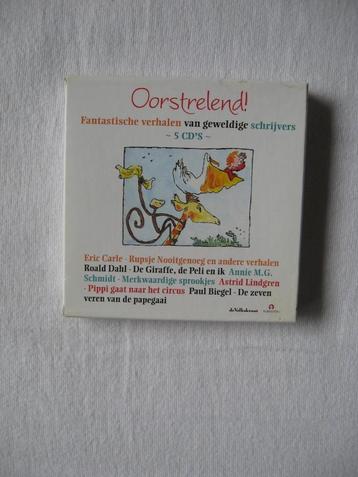 Oorstrelend!
Fantastische verhalen van geweldige schrijvers
~ 5 CD'S ~
Eric Carle - Rupsje Nooitgenoeg en andere verhalen
Roald Dahl - De Giraffe, de Peli en ik Annie M.G.
Schmidt - Merkwaardige sprookjes Astrid Lindgren
- Pippi gaat naar het circus Paul Biegel - De zeven
veren van de papegaai
de Volkskrant